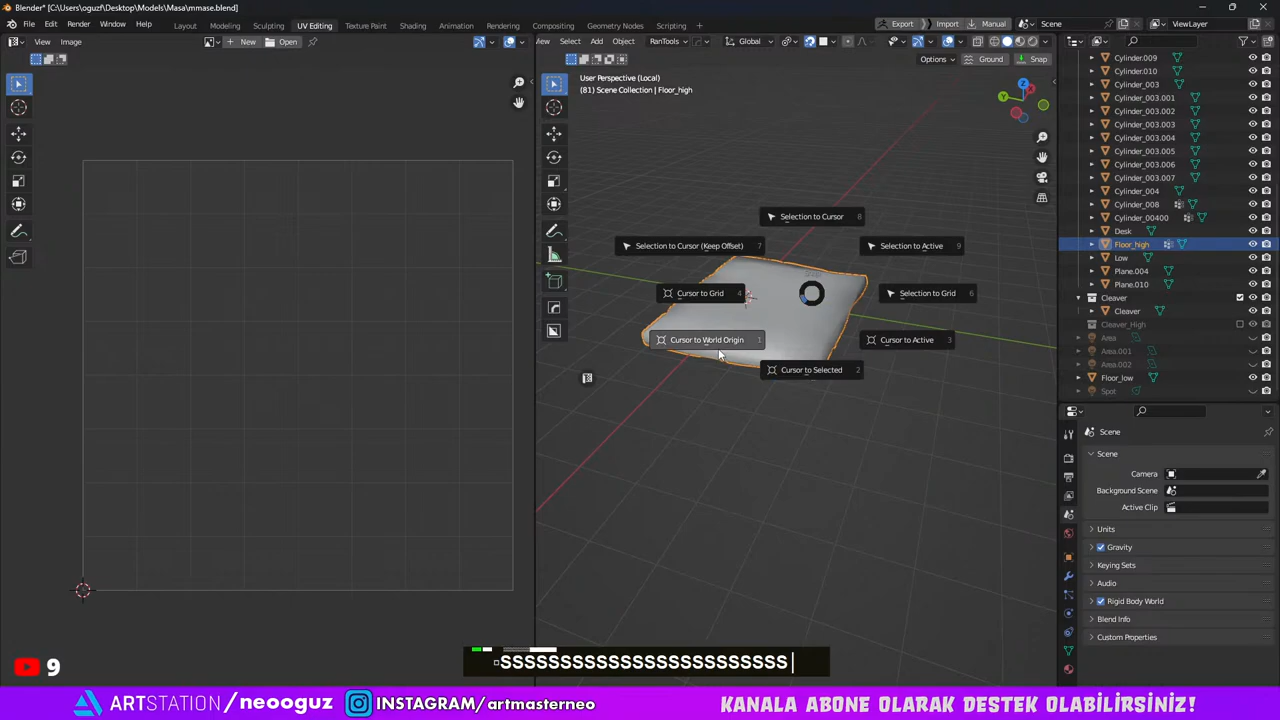 Blender* [C:\Users\oguzf\Desktop\Models\Masa\mmase.blend]
File Edit Render Window Help Layout Modeling Sculpting UV Editing Texture Paint Shading Animation Rendering Compositing Geometry Nodes Scripting Export Import Manual Scene ViewLayer
View Image New Open View Select Add Object RanTools Global
Options Ground Snap
User Perspective (Local)
(81) Scene Collection | Floor_high
Cylinder.009
Cylinder.010
Cylinder_003
Cylinder_003.001
Cylinder_003.002
Cylinder_003.003
Cylinder_003.004
Cylinder_003.005
Cylinder_003.006
Cylinder_003.007
Cylinder_004
Cylinder_008
Cylinder_00400
Desk
Floor_high
Low
Plane.004
Plane.010
Cleaver
Cleaver
Cleaver_High
Area
Area.001
Area.002
Floor_low
Spot
Selection to Cursor 8
Selection to Cursor (Keep Offset) 7
Selection to Active 9
Cursor to Grid 4
Selection to Grid 6
Cursor to World Origin 1
Cursor to Active 3
Cursor to Selected 2
Scene
Scene
Camera
Background Scene
Active Clip
Units
Gravity
Keying Sets
Audio
Rigid Body World
Blend Info
Custom Properties
9
SSSSSSSSSSSSSSSSSSSSSSSS
ARTSTATION/neooguz INSTAGRAM/artmasterneo KANALA ABONE OLARAK DESTEK OLABİLİRSİNİZ!